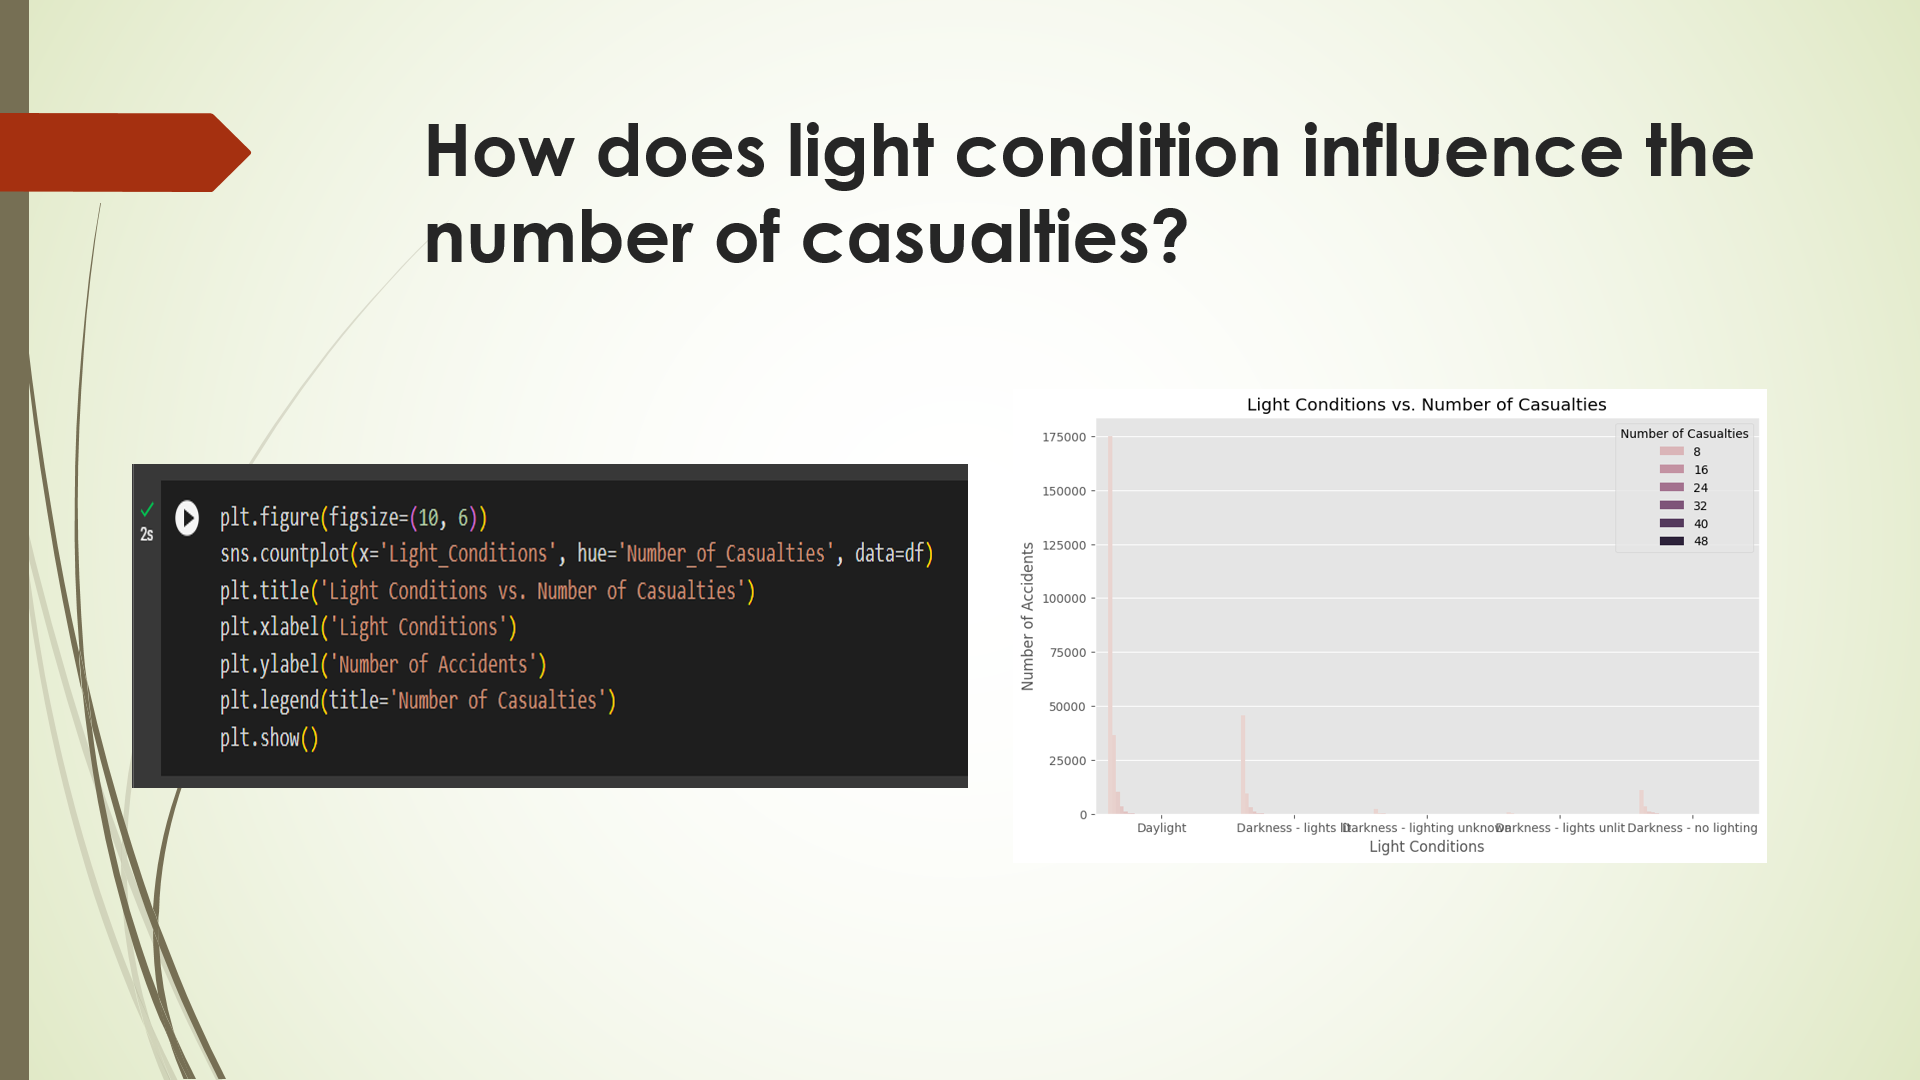 How does light condition influence the
number of casualties?
2s
plt.figure(figsize=(10, 6))
sns.countplot(x='Light_Conditions', hue='Number_of_Casualties', data=df)
plt.title('Light Conditions vs. Number of Casualties')
plt.xlabel('Light Conditions')
plt.ylabel('Number of Accidents')
plt.legend(title='Number of Casualties')
plt.show()
Light Conditions vs. Number of Casualties
Number of Casualties
8
16
24
32
40
48
Number of Accidents
175000
150000
125000
100000
75000
50000
25000
0
Daylight
Darkness - lights lit
Darkness - lighting unknown
Darkness - lights unlit
Darkness - no lighting
Light Conditions